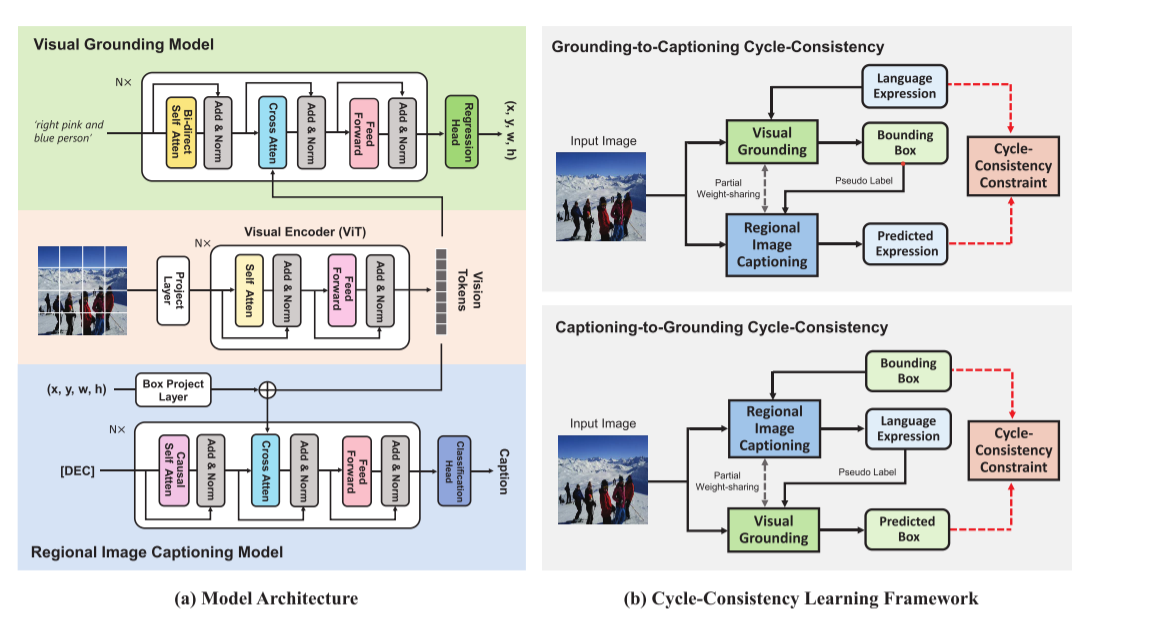 Visual Grounding Model
N×
'right pink and
blue person'
Bi-direct
Self Atten
Add & Norm
Cross Atten
Add & Norm
Feed
Forward
Add & Norm
Regression
Head
(x, y, w, h)
Visual Encoder (ViT)
N×
Project
Layer
Self Atten
Add & Norm
Feed
Forward
Add & Norm
Vision
Tokens
(x, y, w, h)
Box Project
Layer
N×
[DEC]
Causal
Self Atten
Add & Norm
Cross Atten
Add & Norm
Feed
Forward
Add & Norm
Classification
Head
Caption
Regional Image Captioning Model
(a) Model Architecture
Grounding-to-Captioning Cycle-Consistency
Language
Expression
Input Image
Visual
Grounding
Bounding
Box
Cycle-
Consistency
Constraint
Partial
Weight-sharing
Pseudo Label
Regional
Image
Captioning
Predicted
Expression
Captioning-to-Grounding Cycle-Consistency
Bounding
Box
Input Image
Regional
Image
Captioning
Language
Expression
Cycle-
Consistency
Constraint
Partial
Weight-sharing
Pseudo Label
Visual
Grounding
Predicted
Box
(b) Cycle-Consistency Learning Framework